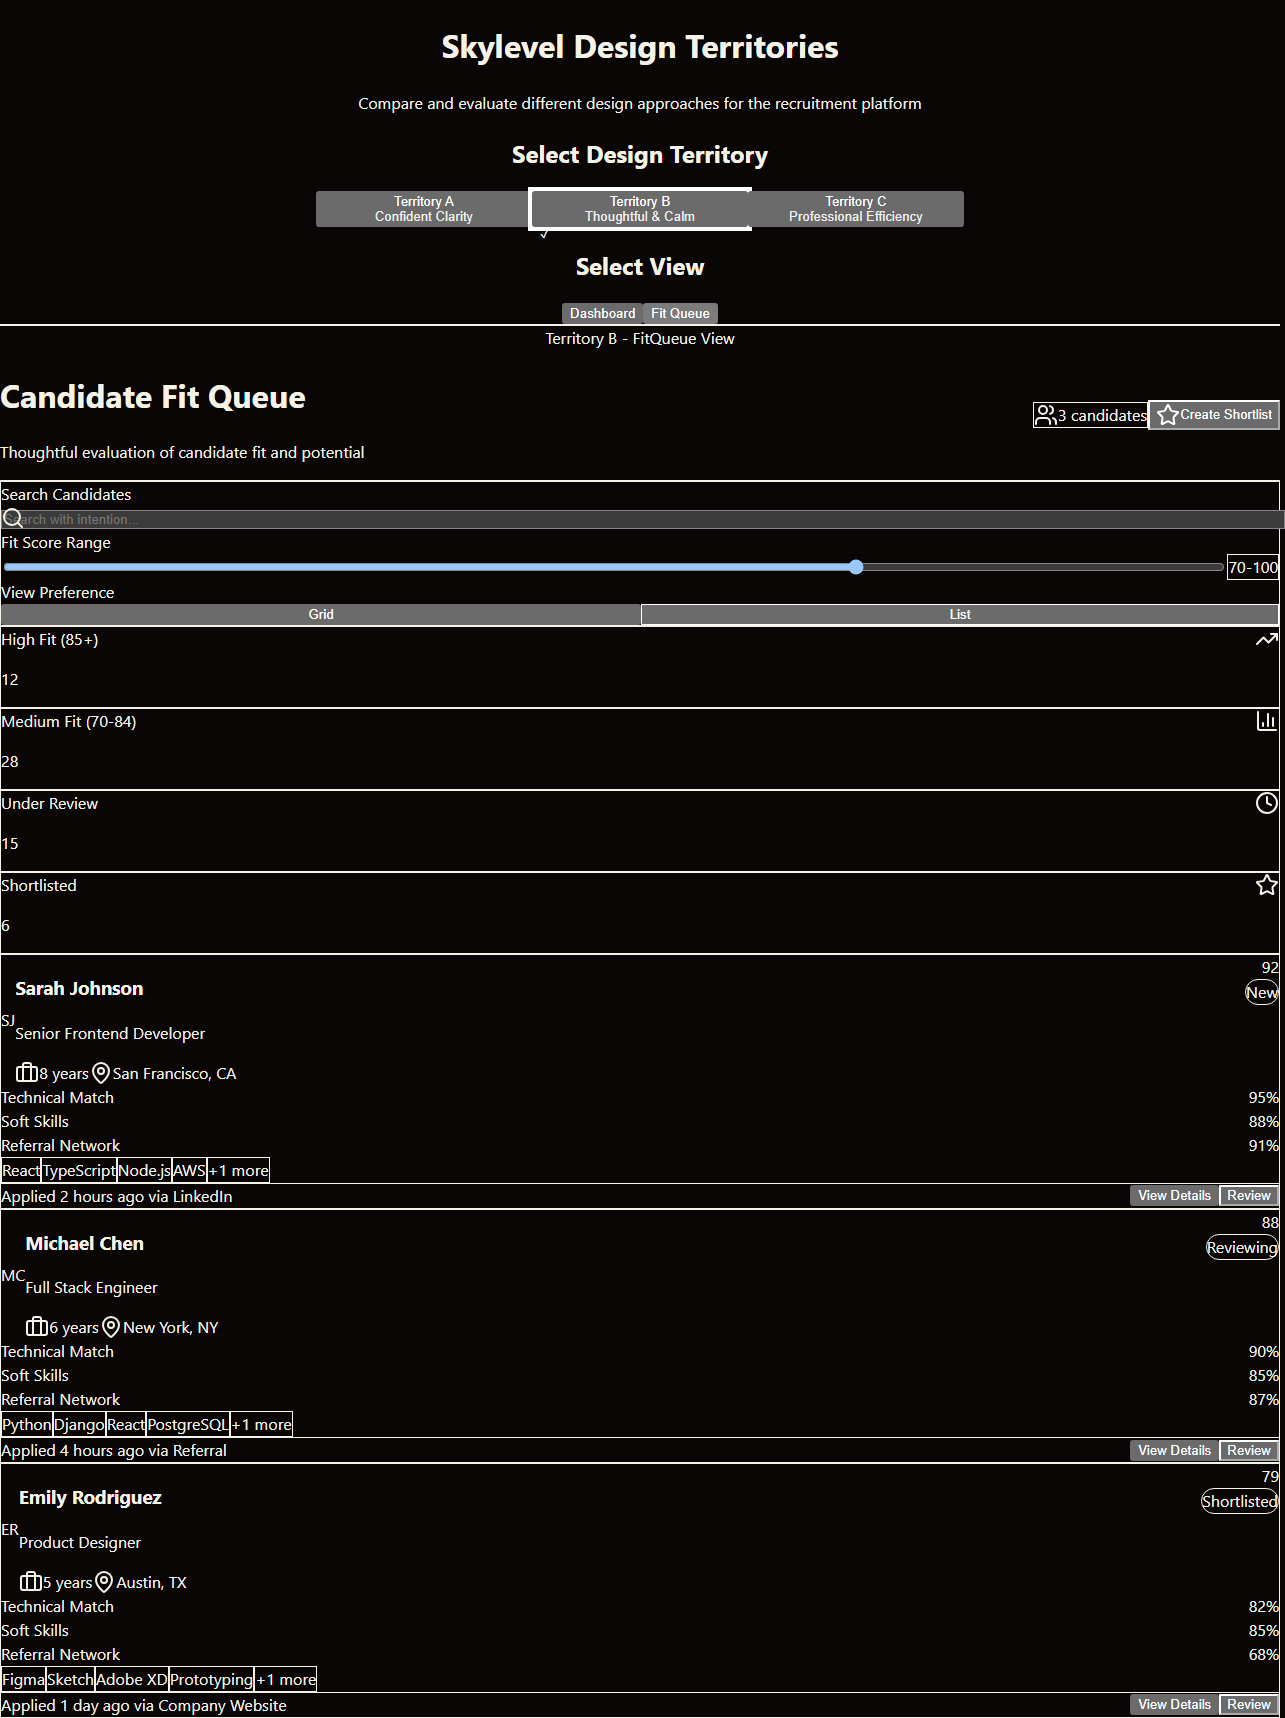 Skylevel Design Territories
Compare and evaluate different design approaches for the recruitment platform
Select Design Territory
Territory A
Confident Clarity
Territory B
Thoughtful & Calm
✓
Territory C
Professional Efficiency
Select View
Dashboard
Fit Queue
Territory B - FitQueue View
Candidate Fit Queue
3 candidates
Create Shortlist
Thoughtful evaluation of candidate fit and potential
Search Candidates
Search with intention...
Fit Score Range
70-100
View Preference
Grid
List
High Fit (85+)
12
Medium Fit (70-84)
28
Under Review
15
Shortlisted
6
92
Sarah Johnson
New
SJ
Senior Frontend Developer
8 years
San Francisco, CA
Technical Match
95%
Soft Skills
88%
Referral Network
91%
React
TypeScript
Node.js
AWS
+1 more
Applied 2 hours ago via LinkedIn
View Details
Review
88
Michael Chen
Reviewing
MC
Full Stack Engineer
6 years
New York, NY
Technical Match
90%
Soft Skills
85%
Referral Network
87%
Python
Django
React
PostgreSQL
+1 more
Applied 4 hours ago via Referral
View Details
Review
79
Emily Rodriguez
Shortlisted
ER
Product Designer
5 years
Austin, TX
Technical Match
82%
Soft Skills
85%
Referral Network
68%
Figma
Sketch
Adobe XD
Prototyping
+1 more
Applied 1 day ago via Company Website
View Details
Review